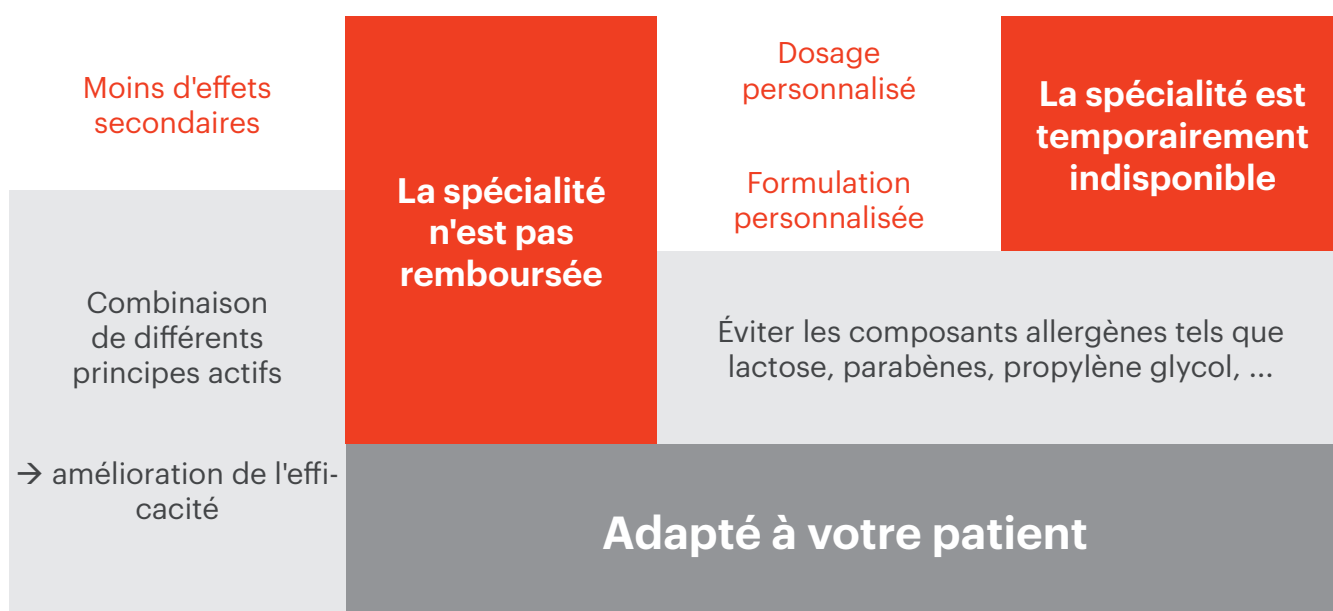 Moins d'effets
secondaires
La spécialité
n'est pas
remboursée
Dosage
personnalisé
Formulation
personnalisée
La spécialité est
temporairement
indisponible
Combinaison
de différents
principes actifs
→ amélioration de l'effi-
cacité
Éviter les composants allergènes tels que
lactose, parabènes, propylène glycol, ...
Adapté à votre patient